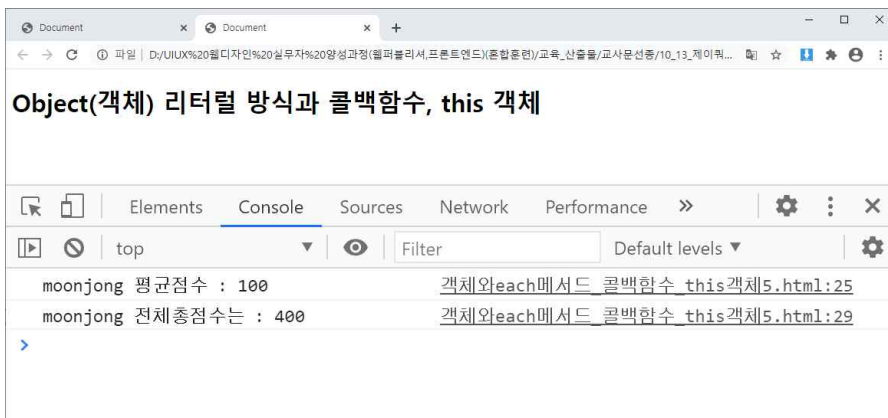 Document
Document
파일 | D:/UIUX%20웹디자인%20실무자%20양성과정(웹퍼블리셔,프론트엔드)(혼합훈련)/교육_산출물/교사문선종/10_13_제이쿼...
Object(객체) 리터럴 방식과 콜백함수, this 객체
Elements Console Sources Network Performance
top Filter Default levels ▼
moonjong 평균점수 : 100 객체와each메서드_콜백함수_this객체5.html:25
moonjong 전체총점수는 : 400 객체와each메서드_콜백함수_this객체5.html:29